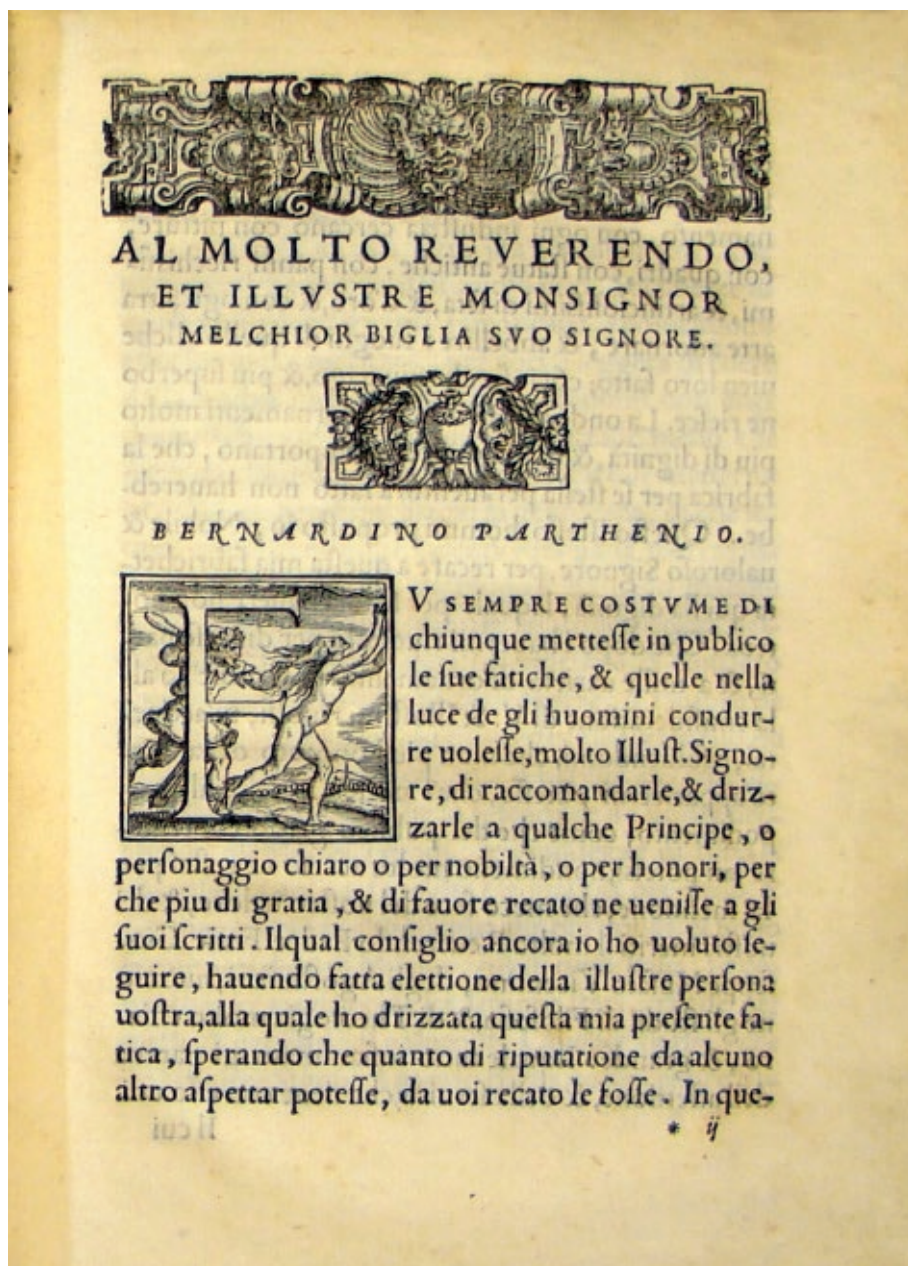 AL MOLTO REVERENDO,
ET ILLVSTRE MONSIGNOR
MELCHIOR BIGLIA SVO SIGNORE.
BERNARDINO PARTHENIO.
FV SEMPRE COSTVME DI
chiunque metteſſe in publico
le ſue fatiche, & quelle nella
luce de gli huomini condur-
re uoleſſe, molto Illuſt. Signo-
re, di raccomandarle, & driz-
zarle a qualche Principe, o
perſonaggio chiaro o per nobiltà, o per honori, per
che piu di gratia, & di fauore recato ne ueniſſe a gli
ſuoi ſcritti. Ilqual conſiglio ancora io ho uoluto ſe-
guire, hauendo fatta elettione della illuſtre perſona
uoſtra, alla quale ho drizzata queſta mia preſente fa-
tica, ſperando che quanto di riputatione da alcuno
altro aſpettar poteſſe, da uoi recato le foſſe. In que-
* ij